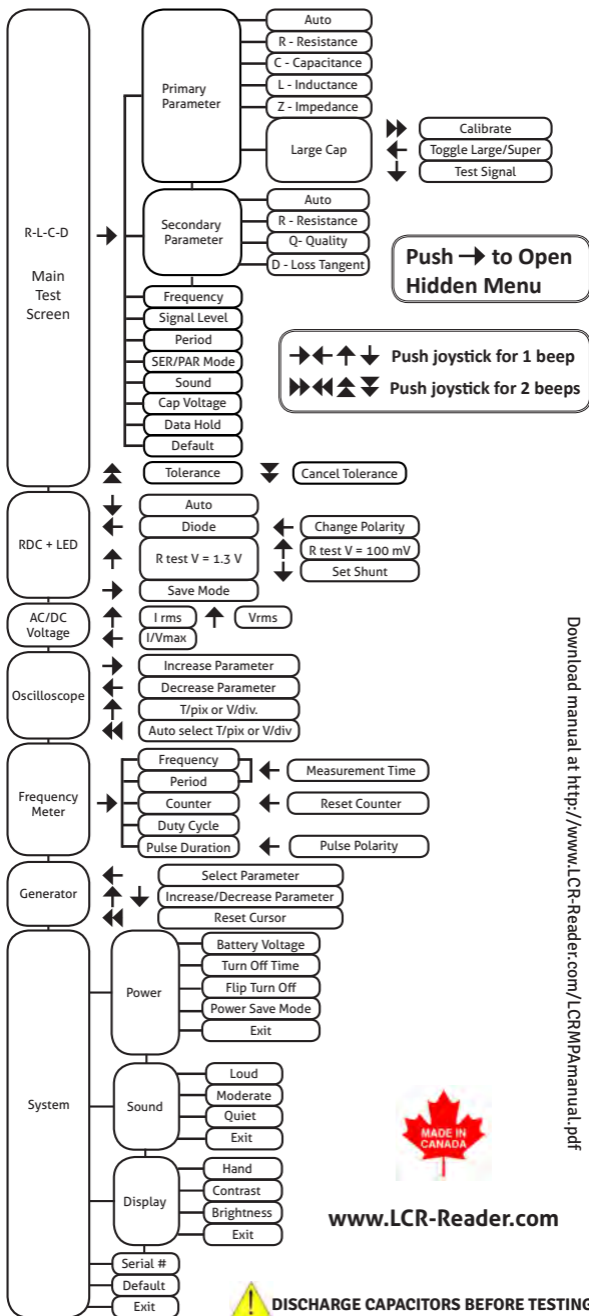 R-L-C-D
Main
Test
Screen
Primary
Parameter
Auto
R - Resistance
C - Capacitance
L - Inductance
Z - Impedance
Large Cap
Calibrate
Toggle Large/Super
Test Signal
Secondary
Parameter
Auto
R - Resistance
Q- Quality
D - Loss Tangent
Frequency
Signal Level
Period
SER/PAR Mode
Sound
Cap Voltage
Data Hold
Default
Tolerance
Cancel Tolerance
Push → to Open
Hidden Menu
Push joystick for 1 beep
Push joystick for 2 beeps
RDC + LED
Auto
Diode
Change Polarity
R test V = 1.3 V
R test V = 100 mV
Set Shunt
Save Mode
AC/DC
Voltage
I rms
Vrms
I/Vmax
Oscilloscope
Increase Parameter
Decrease Parameter
T/pix or V/div.
Auto select T/pix or V/div
Frequency
Meter
Frequency
Period
Measurement Time
Counter
Reset Counter
Duty Cycle
Pulse Duration
Pulse Polarity
Generator
Select Parameter
Increase/Decrease Parameter
Reset Cursor
System
Power
Battery Voltage
Turn Off Time
Flip Turn Off
Power Save Mode
Exit
Sound
Loud
Moderate
Quiet
Exit
Display
Hand
Contrast
Brightness
Exit
Serial #
Default
Exit
Download manual at http://www.LCR-Reader.com/LCRMPAmanual.pdf
MADE IN
CANADA
www.LCR-Reader.com
DISCHARGE CAPACITORS BEFORE TESTING